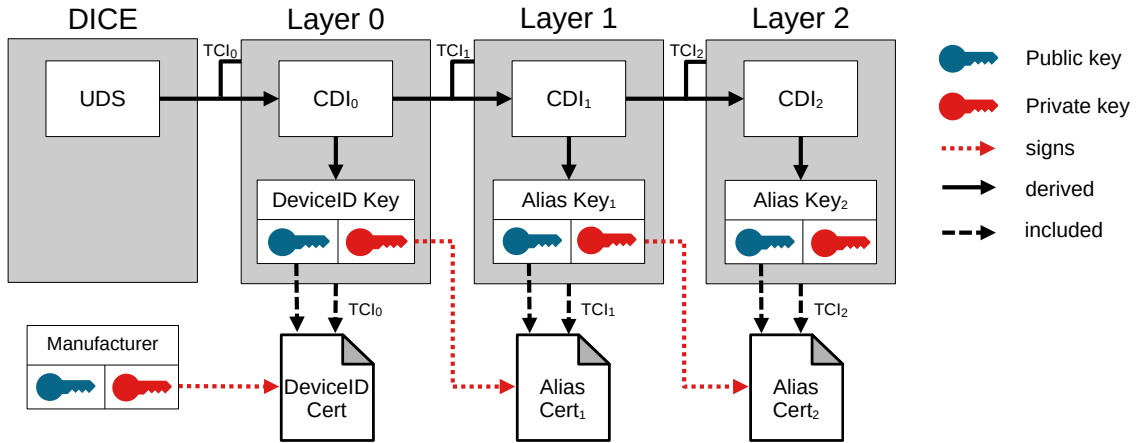 DICE
Layer 0
Layer 1
Layer 2
TCI₀
TCI₁
TCI₂
UDS
CDI₀
CDI₁
CDI₂
Public key
Private key
signs
derived
included
DeviceID Key
Alias Key₁
Alias Key₂
TCI₀
TCI₁
TCI₂
Manufacturer
DeviceID
Cert
Alias
Cert₁
Alias
Cert₂